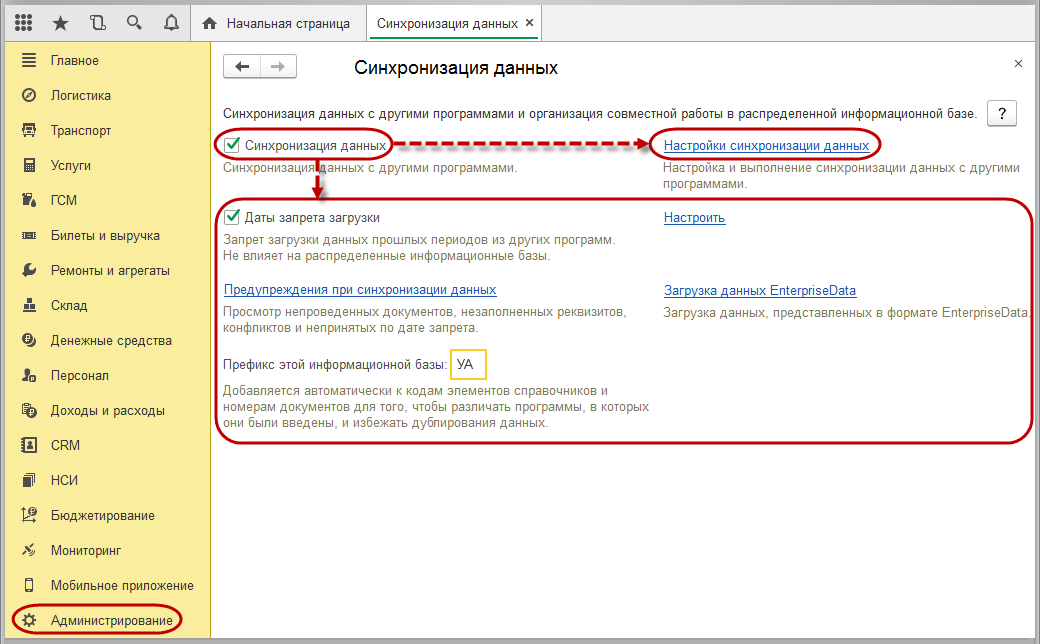 Начальная страница
Синхронизация данных ×
Главное
Логистика
Транспорт
Услуги
ГСМ
Билеты и выручка
Ремонты и агрегаты
Склад
Денежные средства
Персонал
Доходы и расходы
CRM
НСИ
Бюджетирование
Мониторинг
Мобильное приложение
Администрирование
Синхронизация данных
Синхронизация данных с другими программами и организация совместной работы в распределенной информационной базе.
?
Синхронизация данных
Настройки синхронизации данных
Синхронизация данных с другими программами.
Настройка и выполнение синхронизации данных с другими
программами.
Даты запрета загрузки
Настроить
Запрет загрузки данных прошлых периодов из других программ.
Не влияет на распределенные информационные базы.
Предупреждения при синхронизации данных
Загрузка данных EnterpriseData
Просмотр непроведенных документов, незаполненных реквизитов,
конфликтов и непринятых по дате запрета.
Загрузка данных, представленных в формате EnterpriseData.
Префикс этой информационной базы: УА
Добавляется автоматически к кодам элементов справочников и
номерам документов для того, чтобы различать программы, в которых
они были введены, и избежать дублирования данных.